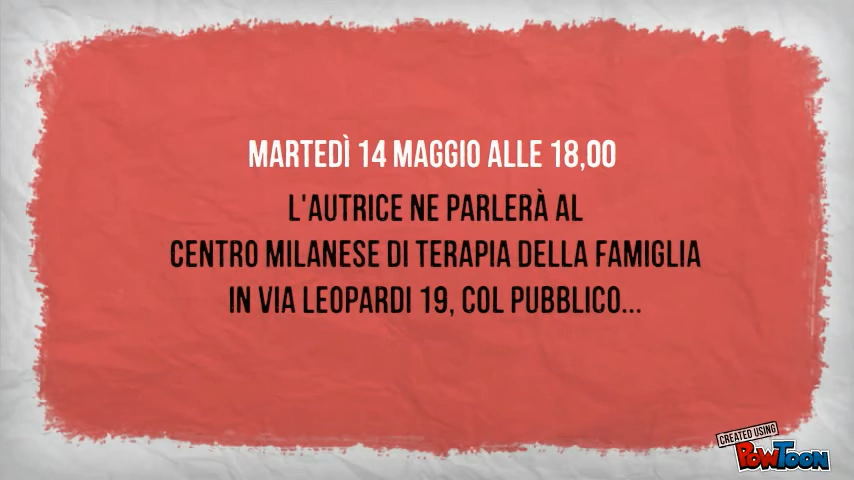 MARTEDÌ 14 MAGGIO ALLE 18,00
L'AUTRICE NE PARLERÀ AL
CENTRO MILANESE DI TERAPIA DELLA FAMIGLIA
IN VIA LEOPARDI 19, COL PUBBLICO...
CREATED USING
POWTOON